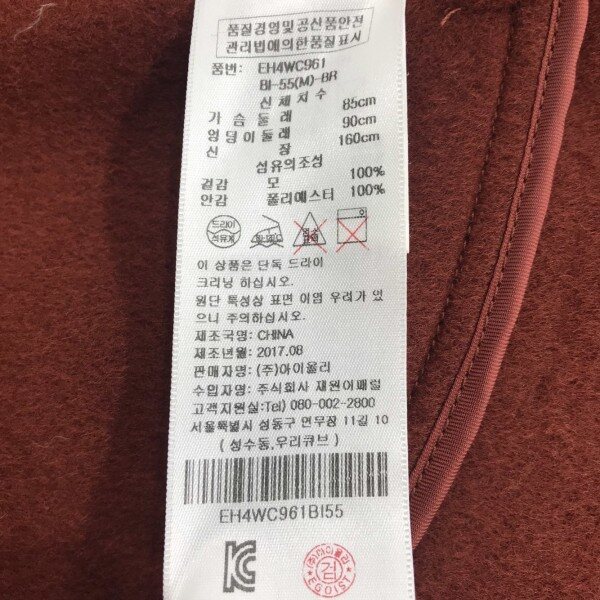 품질경영및공산품안전
관리법에의한품질표시
품번: EH4WC961
BI-55(M)-BR
신체치수
가슴둘레 85cm
엉덩이둘레 90cm
신 장 160cm
섬유의조성
겉감 모 100%
안감 폴리에스터 100%
드라이
석유계
이 상품은 단독 드라이
크리닝 하십시오.
원단 특성상 표면 이염 우려가 있
으니 주의하십시오.
제조국명: CHINA
제조년월: 2017.08
판매자명: (주)아이올리
수입자명: 주식회사 재원어패럴
고객지원실:Tel) 080-002-2800
서울특별시 성동구 연무장 11길 10
(성수동,우리큐브)
EH4WC961BI55
(주)아이올리
검
EGOIST